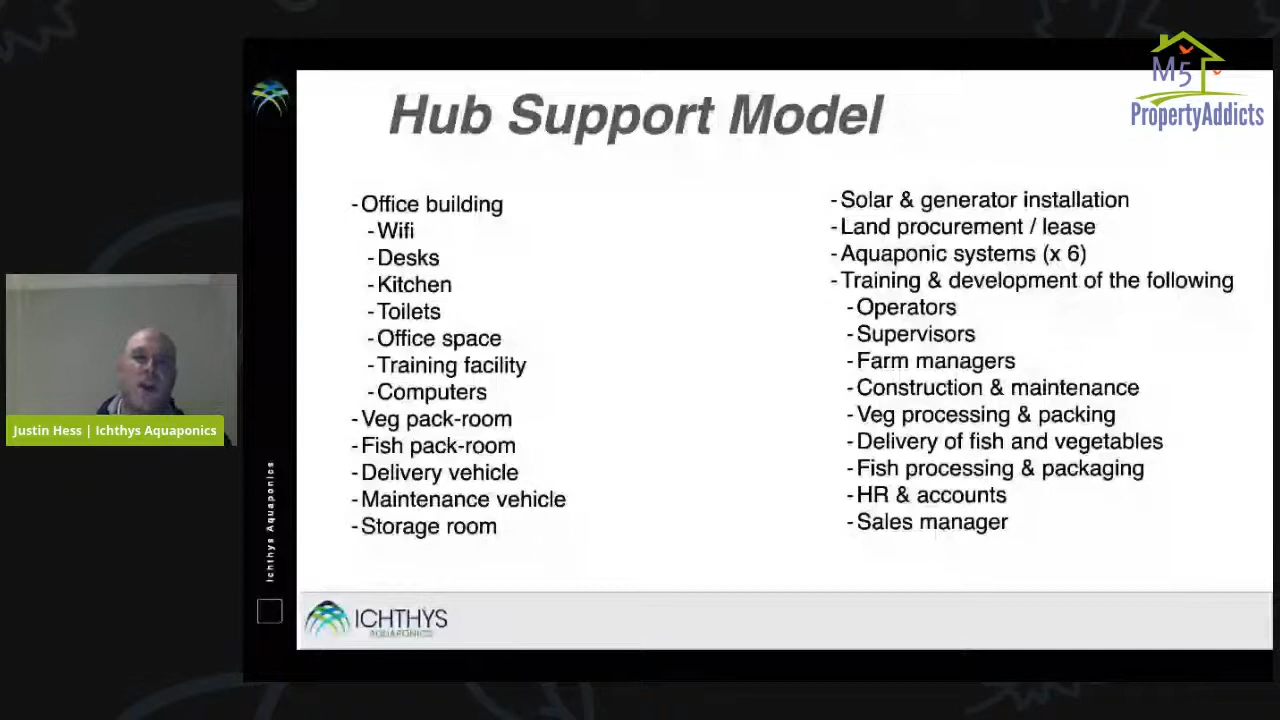 M5
PropertyAddicts
Hub Support Model
-Office building
-Wifi
-Desks
-Kitchen
-Toilets
-Office space
-Training facility
-Computers
-Veg pack-room
-Fish pack-room
-Delivery vehicle
-Maintenance vehicle
-Storage room
-Solar & generator installation
-Land procurement / lease
-Aquaponic systems (x 6)
-Training & development of the following
-Operators
-Supervisors
-Farm managers
-Construction & maintenance
-Veg processing & packing
-Delivery of fish and vegetables
-Fish processing & packaging
-HR & accounts
-Sales manager
Justin Hess | Ichthys Aquaponics
Ichthys Aquaponics
ICHTHYS
AQUAPONICS